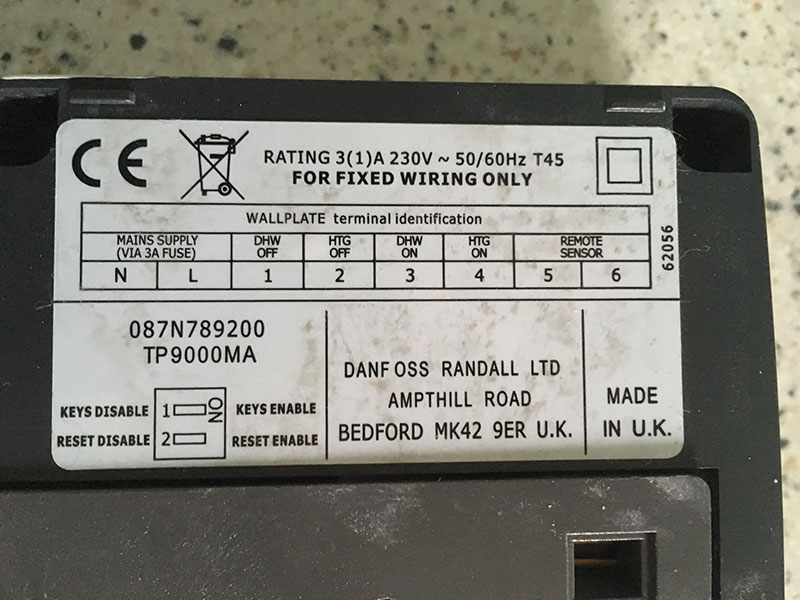 CE
RATING 3(1)A 230V ~ 50/60Hz T45
FOR FIXED WIRING ONLY
WALLPLATE terminal identification
MAINS SUPPLY (VIA 3A FUSE) DHW OFF HTG OFF DHW ON HTG ON REMOTE SENSOR
N L 1 2 3 4 5 6
62056
087N789200
TP9000MA
KEYS DISABLE 1 ON KEYS ENABLE
RESET DISABLE 2 RESET ENABLE
DANFOSS RANDALL LTD
AMPTHILL ROAD
BEDFORD MK42 9ER U.K.
MADE
IN U.K.